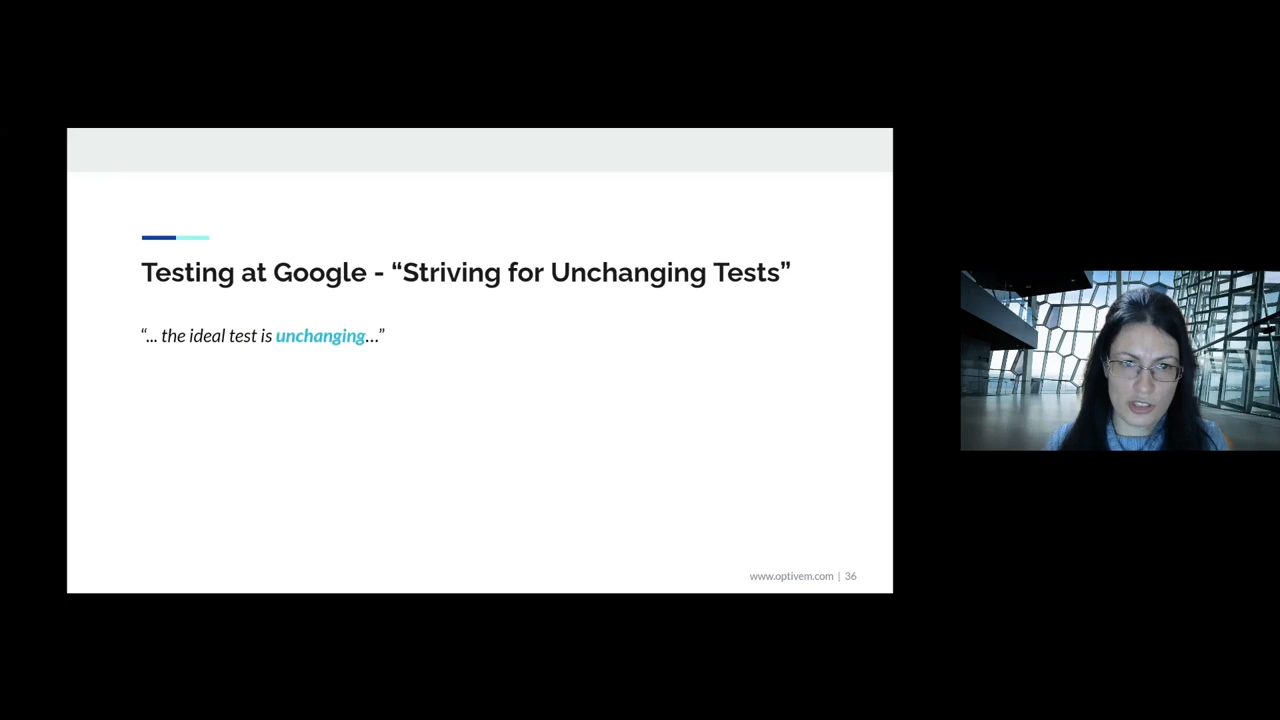 Testing at Google - “Striving for Unchanging Tests”
“... the ideal test is unchanging…”
www.optivem.com | 36